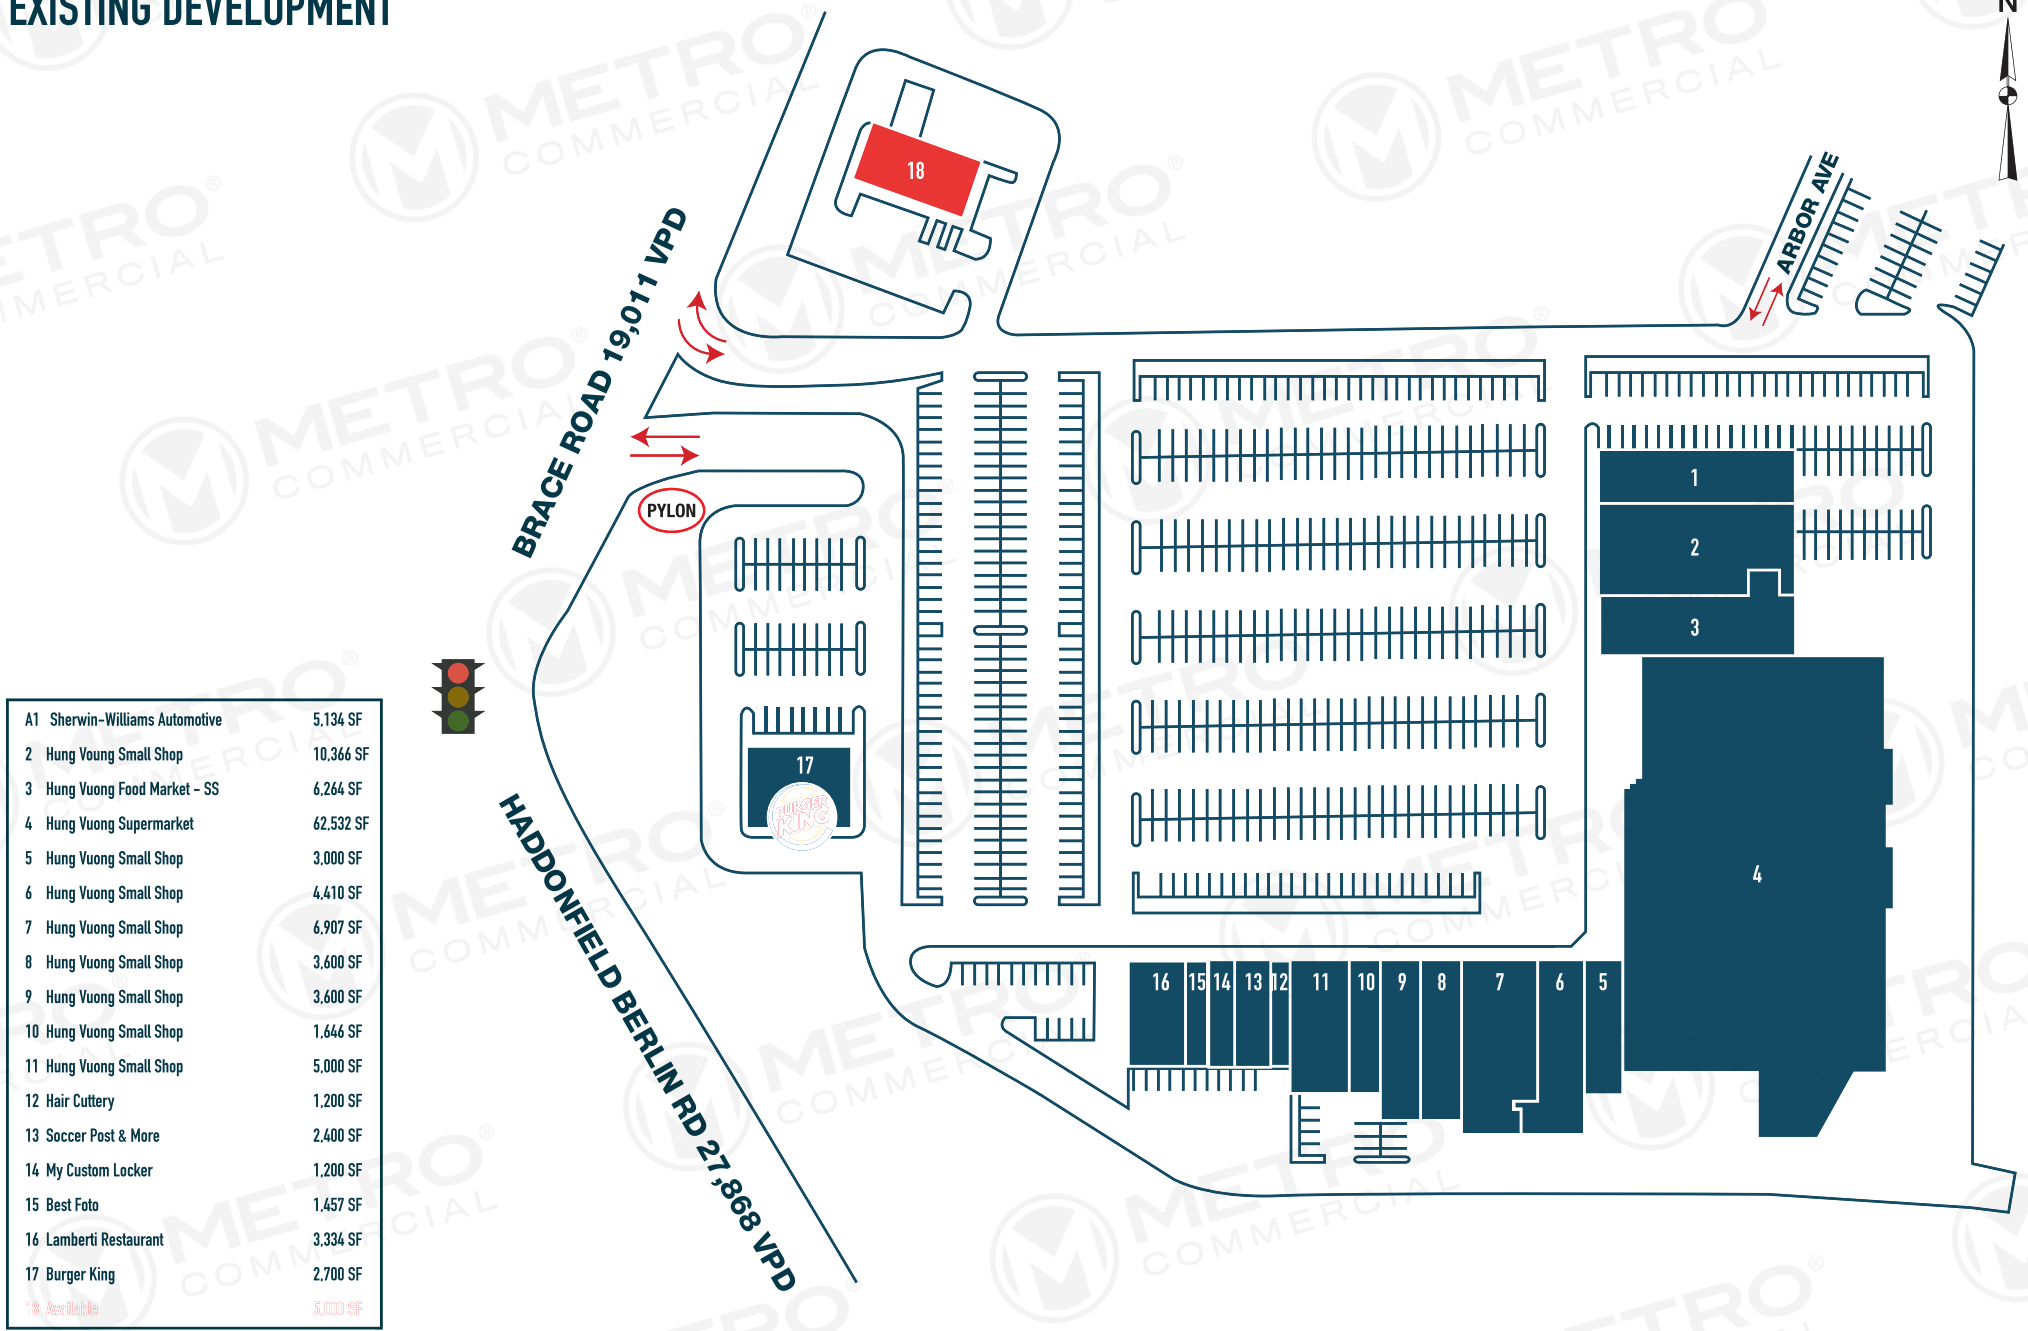 EXISTING DEVELOPMENT
N
18
ARBOR AVE
BRACE ROAD 19,011 VPD
PYLON
1
2
3
17
BURGER
KING
4
HADDONFIELD BERLIN RD 27,868 VPD
16 15 14 13 12 11 10 9 8 7 6 5
A1 Sherwin-Williams Automotive 5,134 SF
2 Hung Voung Small Shop 10,366 SF
3 Hung Vuong Food Market - SS 6,264 SF
4 Hung Vuong Supermarket 62,532 SF
5 Hung Vuong Small Shop 3,000 SF
6 Hung Vuong Small Shop 4,410 SF
7 Hung Vuong Small Shop 6,907 SF
8 Hung Vuong Small Shop 3,600 SF
9 Hung Vuong Small Shop 3,600 SF
10 Hung Vuong Small Shop 1,646 SF
11 Hung Vuong Small Shop 5,000 SF
12 Hair Cuttery 1,200 SF
13 Soccer Post & More 2,400 SF
14 My Custom Locker 1,200 SF
15 Best Foto 1,457 SF
16 Lamberti Restaurant 3,334 SF
17 Burger King 2,700 SF
18 Available 5,000 SF
METRO®
COMMERCIAL